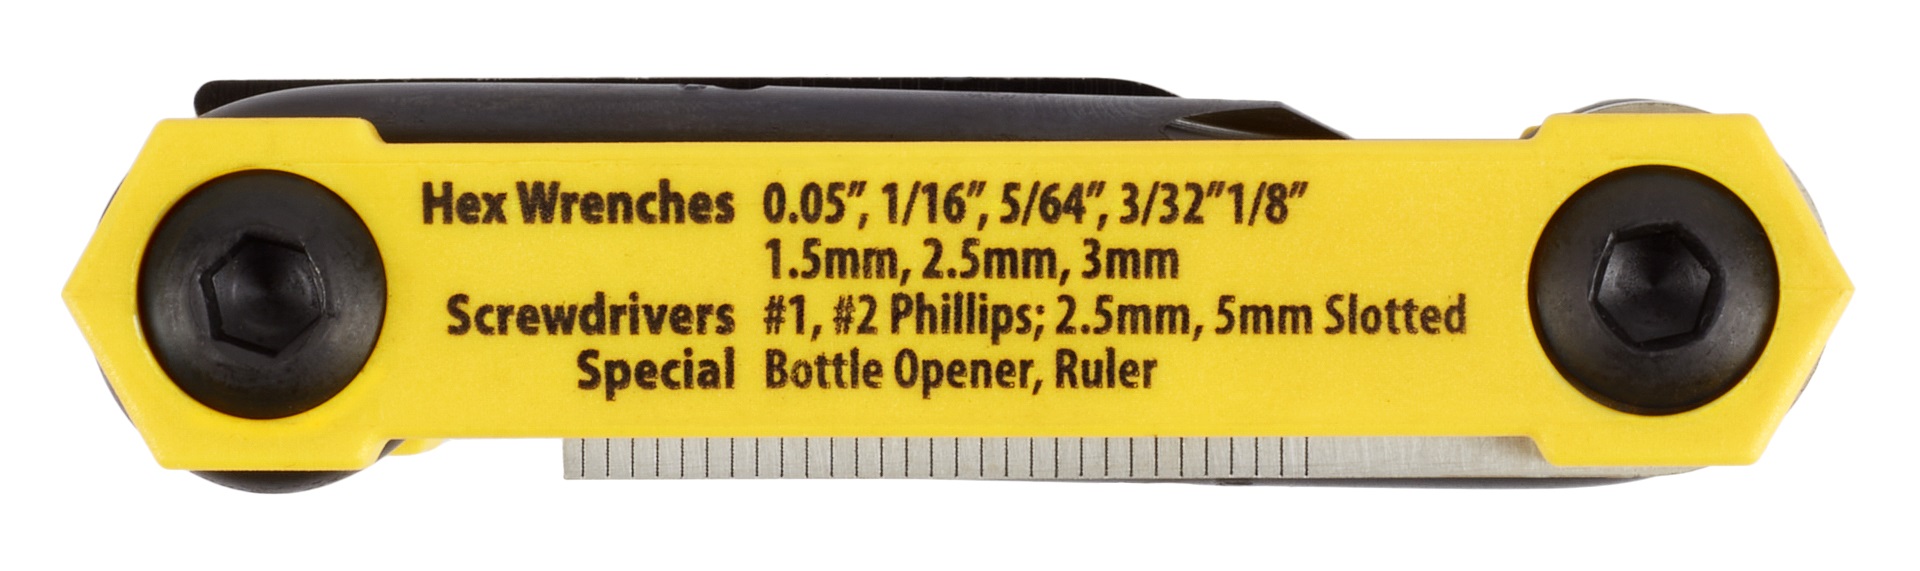 Hex Wrenches 0.05”, 1/16”, 5/64”, 3/32”1/8”
1.5mm, 2.5mm, 3mm
Screwdrivers #1, #2 Phillips; 2.5mm, 5mm Slotted
Special Bottle Opener, Ruler